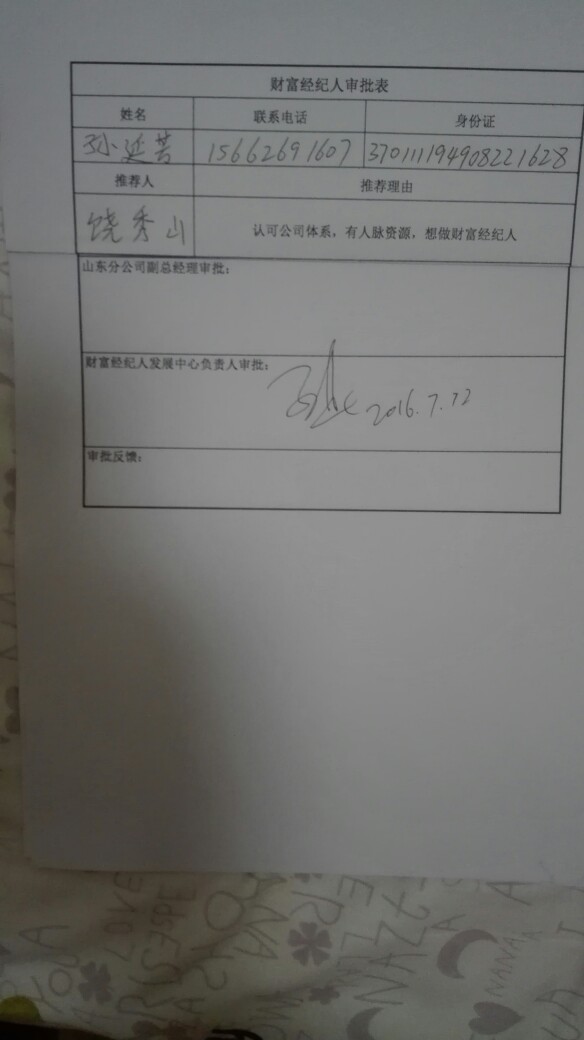 财富经纪人审批表
姓名 联系电话 身份证
孙延芸 15662691607 370111194908221628
推荐人 推荐理由
饶秀山 认可公司体系,有人脉资源,想做财富经纪人
山东分公司副总经理审批:
财富经纪人发展中心负责人审批:
2016.7.12
审批反馈: